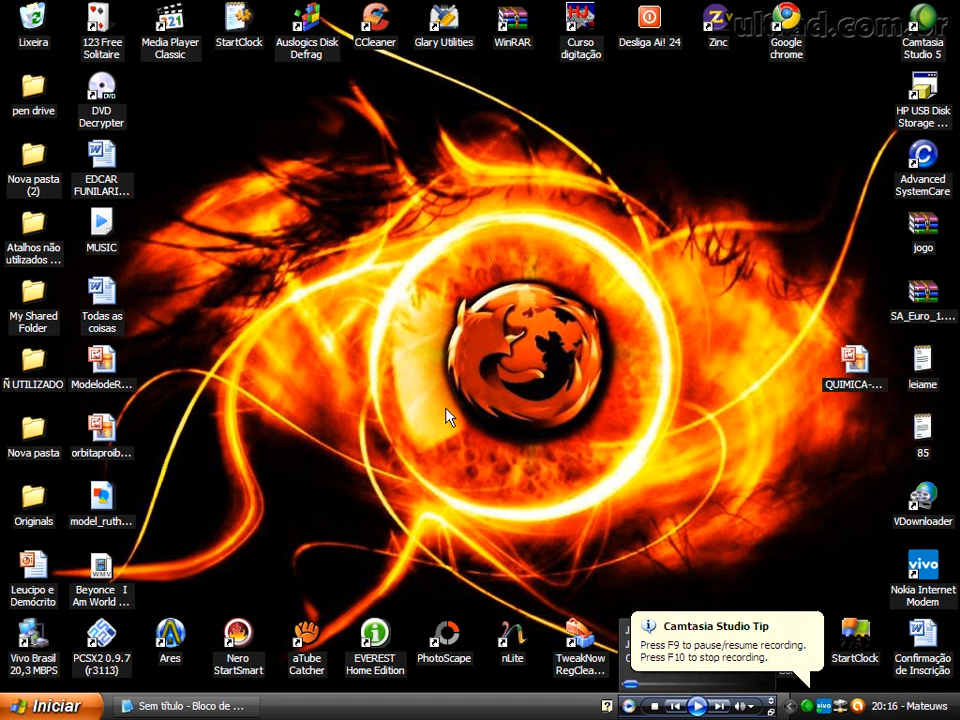 ultrad.com.br
Lixeira
123 Free
Solitaire
Media Player
Classic
StartClock
Auslogics Disk
Defrag
CCleaner
Glary Utilities
WinRAR
Curso
digitação
Desliga Ai! 24
Zinc
Google
chrome
Camtasia
Studio 5
pen drive
DVD
Decrypter
HP USB Disk
Storage ...
Nova pasta
(2)
EDCAR
FUNILARI...
Advanced
SystemCare
Atalhos não
utilizados ...
MUSIC
jogo
My Shared
Folder
Todas as
coisas
SA_Euro_1....
Ñ UTILIZADO
ModelodeR...
QUIMICA-...
leiame
Nova pasta
orbitaproib...
85
Originals
model_ruth...
VDownloader
Leucipo e
Demócrito
WMV
Beyonce I
Am World ...
vivo
Nokia Internet
Modem
Vivo Brasil
20,3 MBPS
PCSX2 0.9.7
(r3113)
Ares
Nero
StartSmart
aTube
Catcher
EVEREST
Home Edition
PhotoScape
nLite
TweakNow
RegClea...
Camtasia Studio Tip
Press F9 to pause/resume recording.
Press F10 to stop recording.
StartClock
Confirmação
de Inscrição
Iniciar
Sem título - Bloco de ...
vivo
20:16 - Mateuws